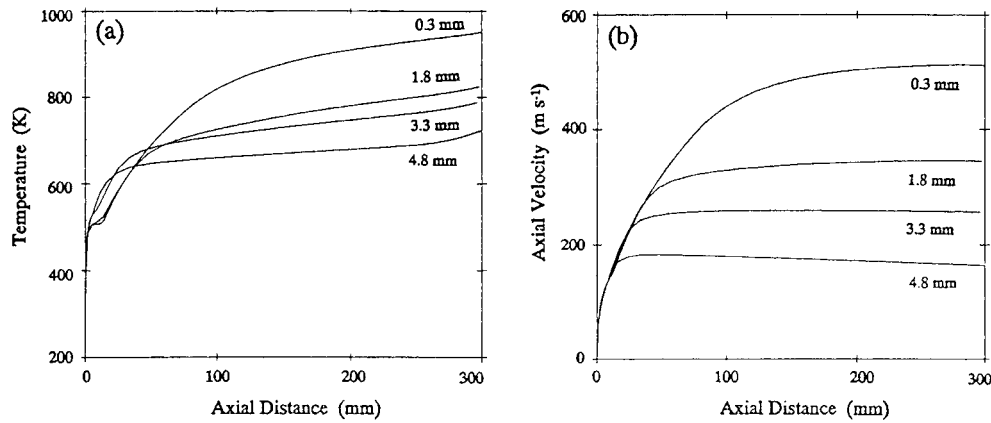 (a)
1000
800
600
400
200
Temperature (K)
0.3 mm
1.8 mm
3.3 mm
4.8 mm
0
100
200
300
Axial Distance (mm)
(b)
600
400
200
0
Axial Velocity (m s⁻¹)
0.3 mm
1.8 mm
3.3 mm
4.8 mm
0
100
200
300
Axial Distance (mm)